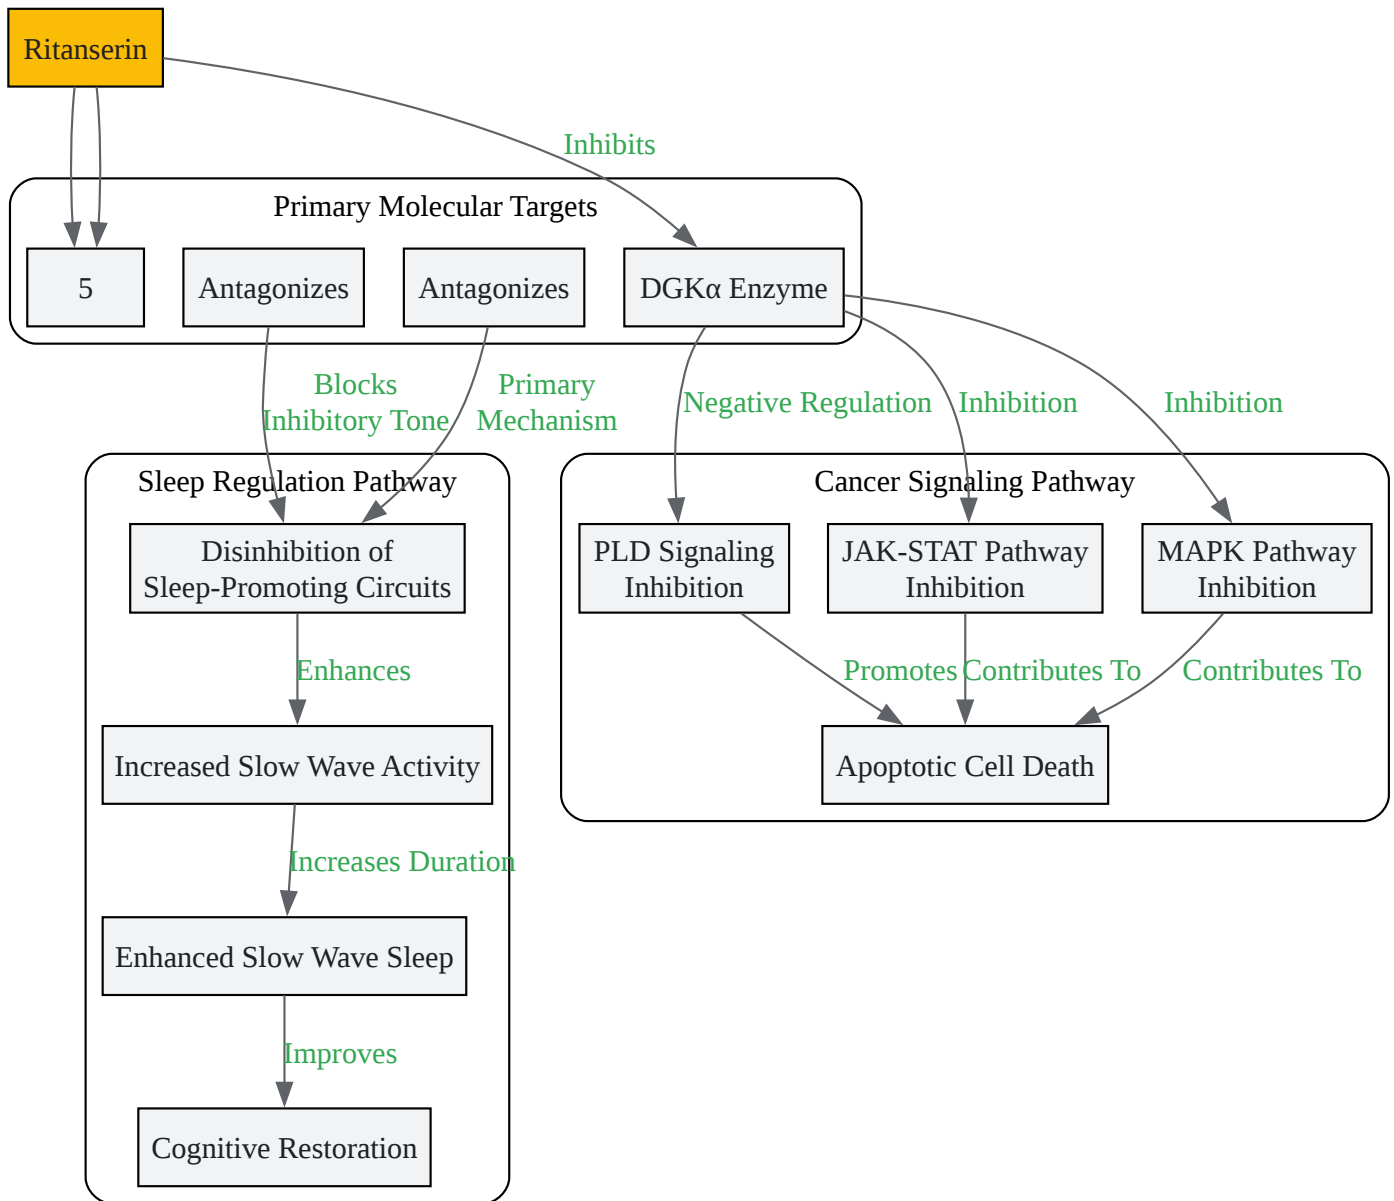 Ritanserin
Inhibits
Primary Molecular Targets
5
Antagonizes
Antagonizes
DGKα Enzyme
Blocks
Inhibitory Tone
Primary
Mechanism
Negative Regulation
Inhibition
Inhibition
Sleep Regulation Pathway
Cancer Signaling Pathway
Disinhibition of
Sleep-Promoting Circuits
PLD Signaling
Inhibition
JAK-STAT Pathway
Inhibition
MAPK Pathway
Inhibition
Enhances
Promotes
Contributes To
Contributes To
Increased Slow Wave Activity
Apoptotic Cell Death
Increases Duration
Enhanced Slow Wave Sleep
Improves
Cognitive Restoration